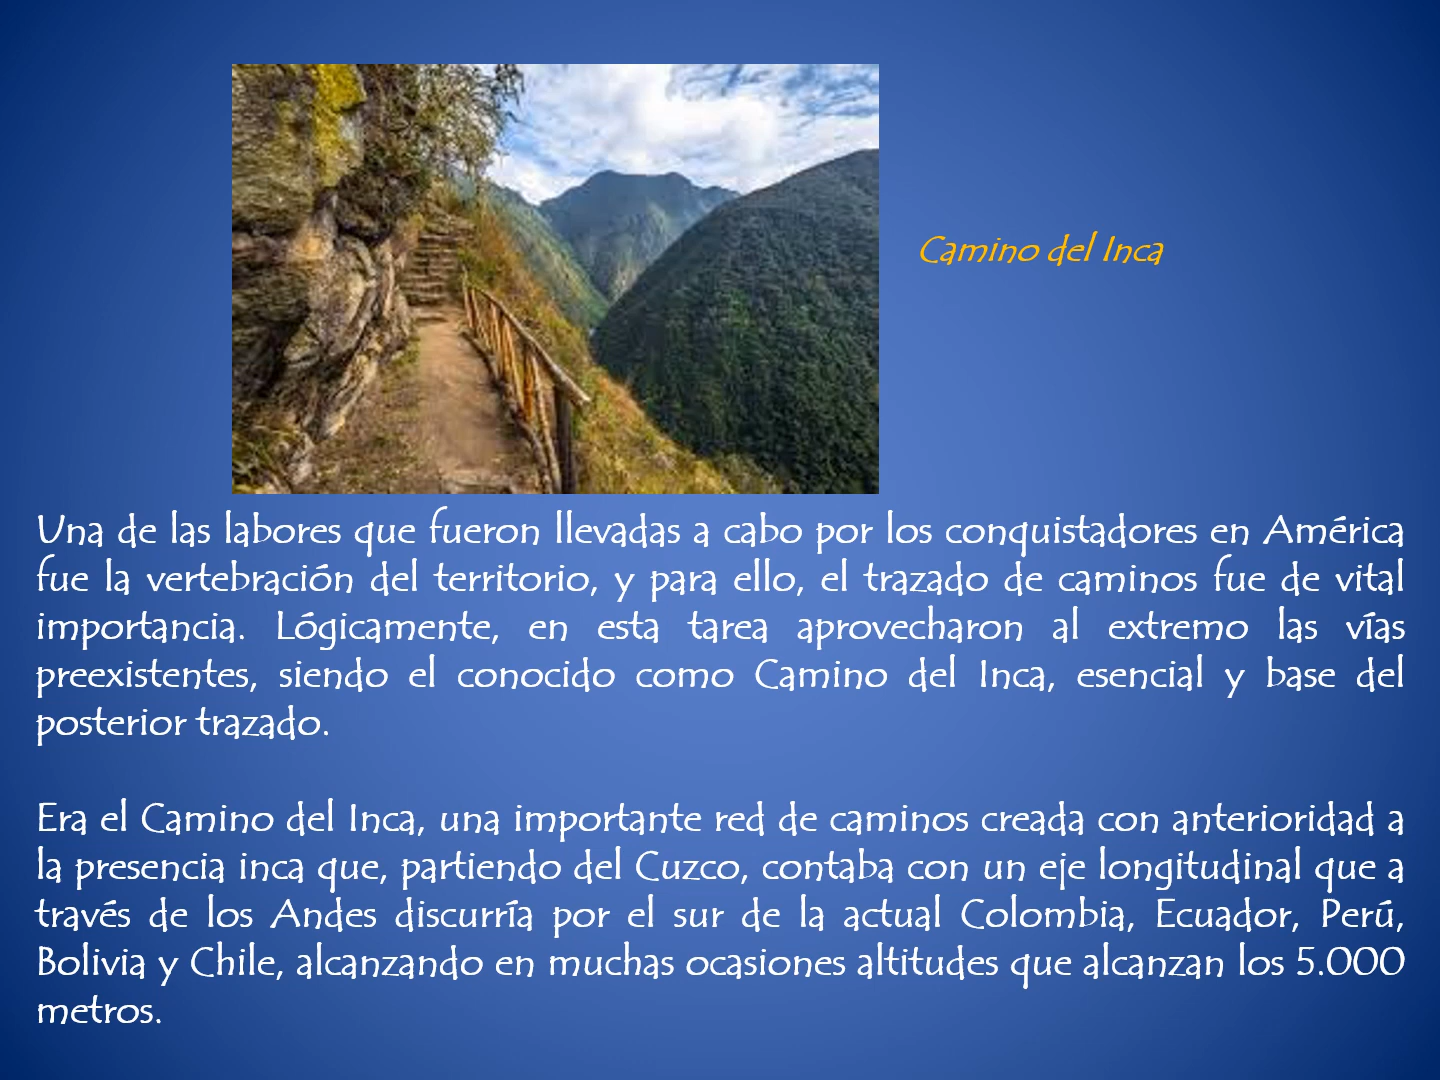 Camino del Inca
Una de las labores que fueron llevadas a cabo por los conquistadores en América
fue la vertebración del territorio, y para ello, el trazado de caminos fue de vital
importancia. Lógicamente, en esta tarea aprovecharon al extremo las vías
preexistentes, siendo el conocido como Camino del Inca, esencial y base del
posterior trazado.
Era el Camino del Inca, una importante red de caminos creada con anterioridad a
la presencia inca que, partiendo del Cuzco, contaba con un eje longitudinal que a
través de los Andes discurría por el sur de la actual Colombia, Ecuador, Perú,
Bolivia y Chile, alcanzando en muchas ocasiones altitudes que alcanzan los 5.000
metros.